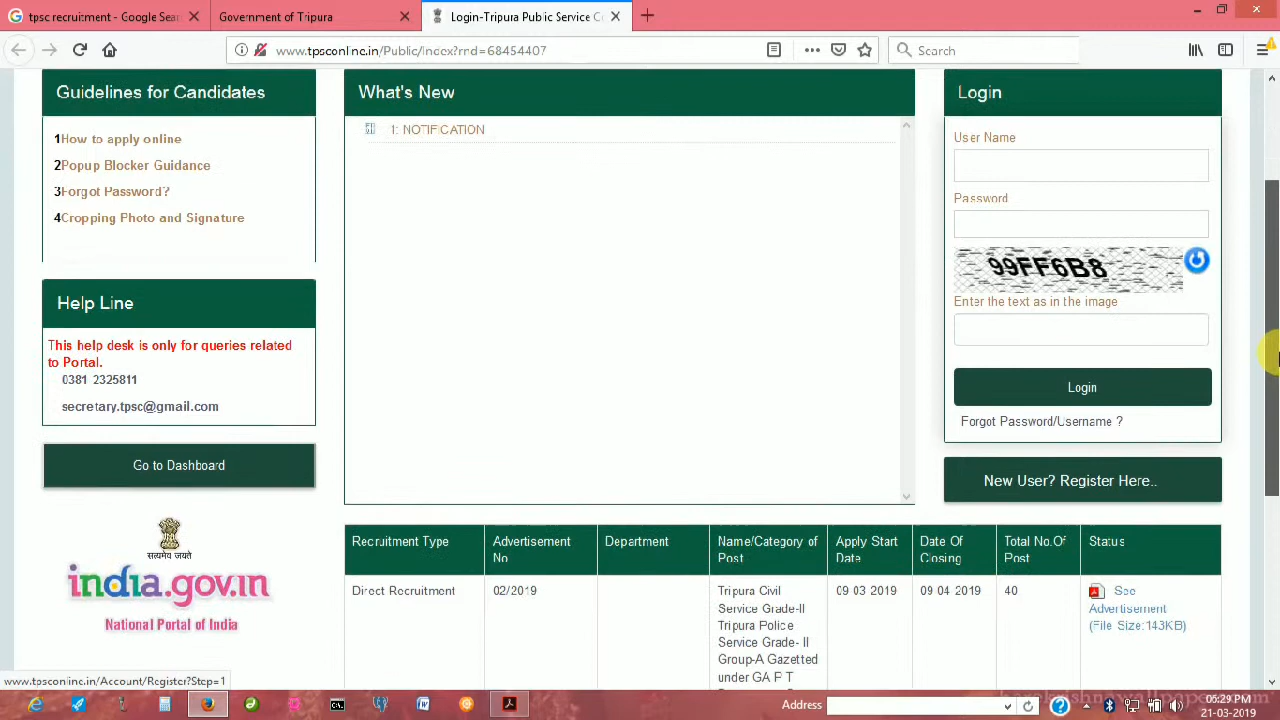 tpsc recruitment - Google Sear
Government of Tripura
Login-Tripura Public Service C
www.tpsconline.in/Public/Index?rnd=68454407
Search
Guidelines for Candidates
1How to apply online
2Popup Blocker Guidance
3Forgot Password?
4Cropping Photo and Signature
Help Line
This help desk is only for queries related
to Portal.
0381 2325811
secretary.tpsc@gmail.com
Go to Dashboard
सत्यमेव जयते
india.gov.in
National Portal of India
What's New
1: NOTIFICATION
Login
User Name
Password
99FF6B8
Enter the text as in the image
Login
Forgot Password/Username ?
New User? Register Here..
Recruitment Type
Advertisement
No
Department
Name/Category of
Post
Apply Start
Date
Date Of
Closing
Total No.Of
Post
Status
Direct Recruitment
02/2019
Tripura Civil
Service Grade-II
Tripura Police
Service Grade- II
Group-A Gazetted
under GA P T
09-03-2019
09-04-2019
40
See
Advertisement
(File Size:143KB)
www.tpsconline.in/Account/Register?Step=1
Address
05:29 PM
21-03-2019